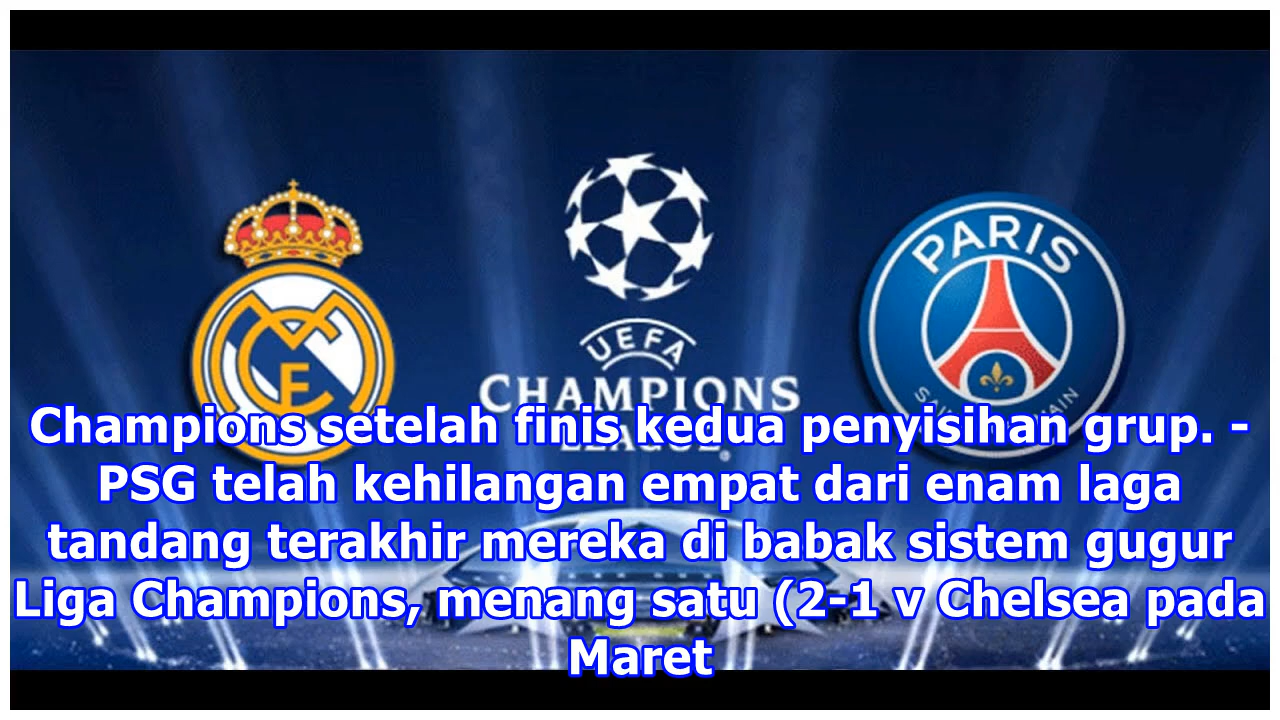 PARIS
UEFA
CHAMPIONS
Champions setelah finis kedua penyisihan grup. -
PSG telah kehilangan empat dari enam laga
tandang terakhir mereka di babak sistem gugur
Liga Champions, menang satu (2-1 v Chelsea pada
Maret